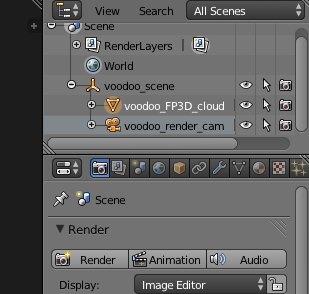 View Search All Scenes
Scene
RenderLayers
World
voodoo_scene
voodoo_FP3D_cloud
voodoo_render_cam
Scene
Render
Render Animation Audio
Display: Image Editor